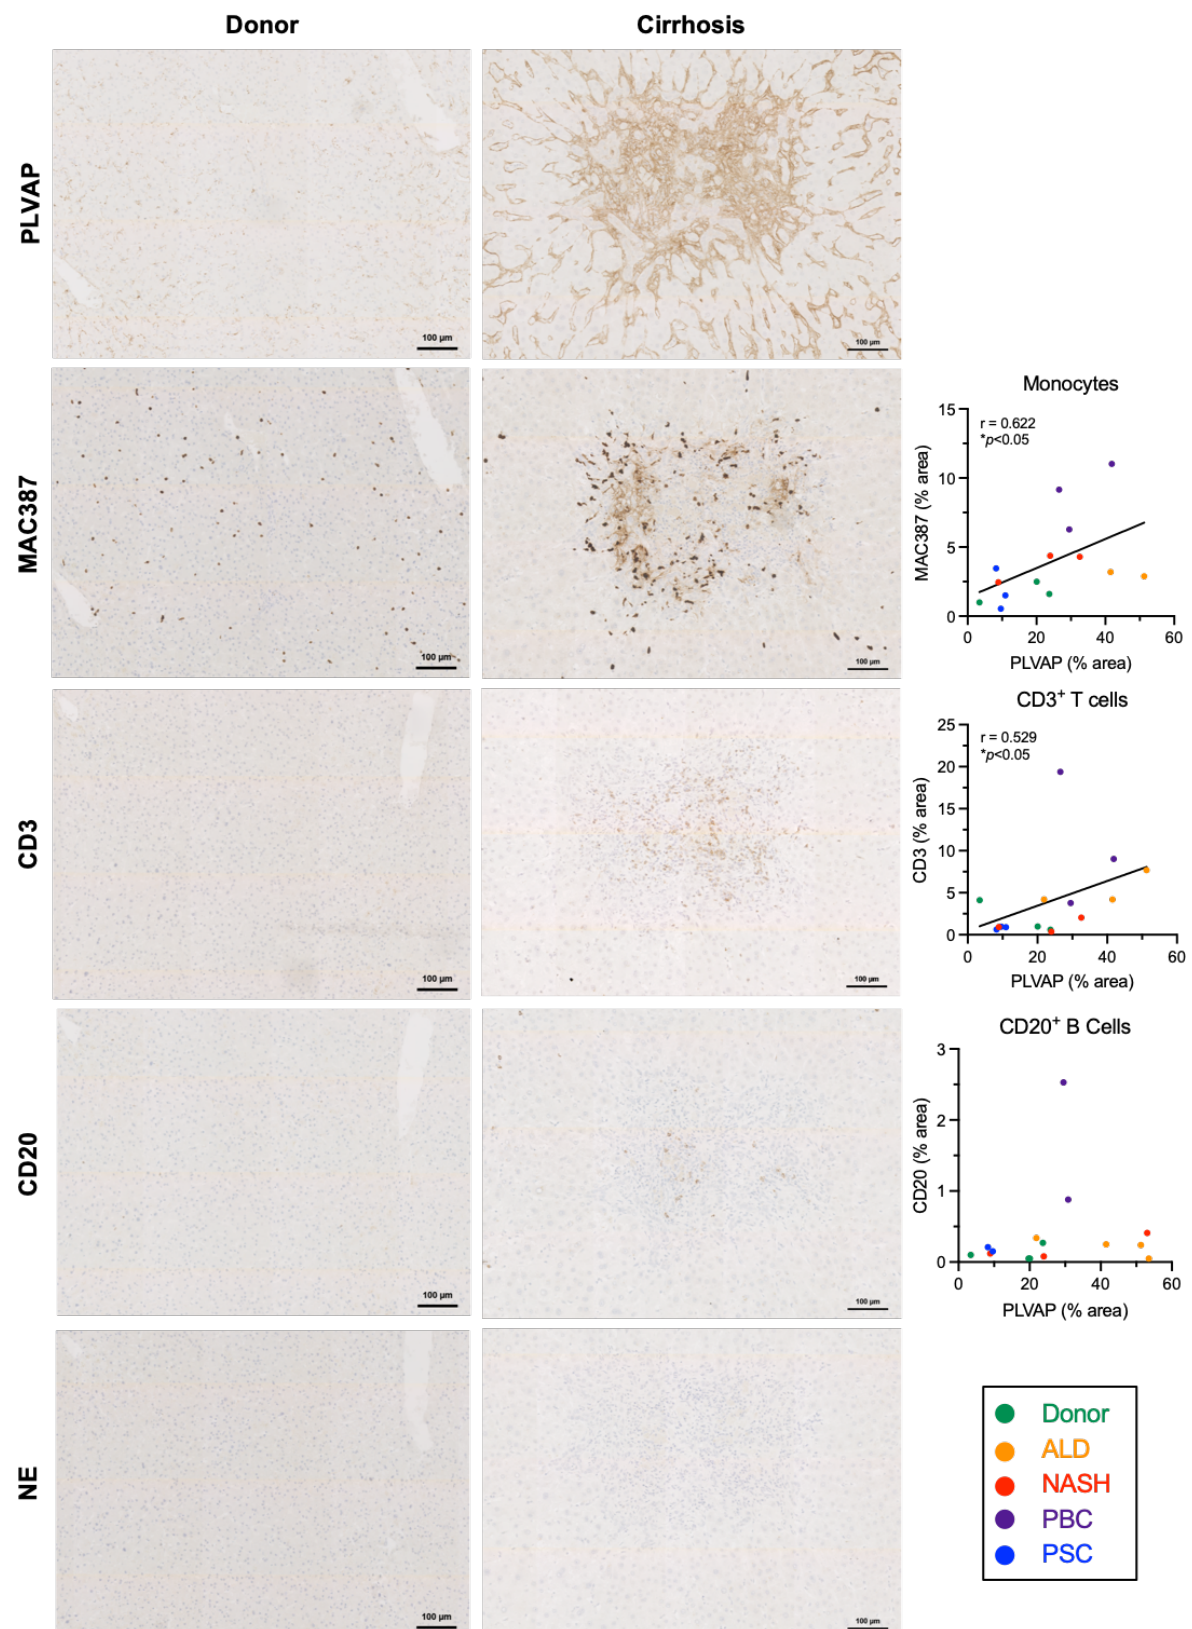 Donor
Cirrhosis
PLVAP
100 µm
100 µm
MAC387
100 µm
100 µm
Monocytes
r = 0.622
*p<0.05
MAC387 (% area)
15
10
5
0
0 20 40 60
PLVAP (% area)
CD3
100 µm
100 µm
CD3⁺ T cells
r = 0.529
*p<0.05
CD3 (% area)
25
20
15
10
5
0
0 20 40 60
PLVAP (% area)
CD20
100 µm
100 µm
CD20⁺ B Cells
CD20 (% area)
3
2
1
0
0 20 40 60
PLVAP (% area)
NE
100 µm
100 µm
Donor
ALD
NASH
PBC
PSC